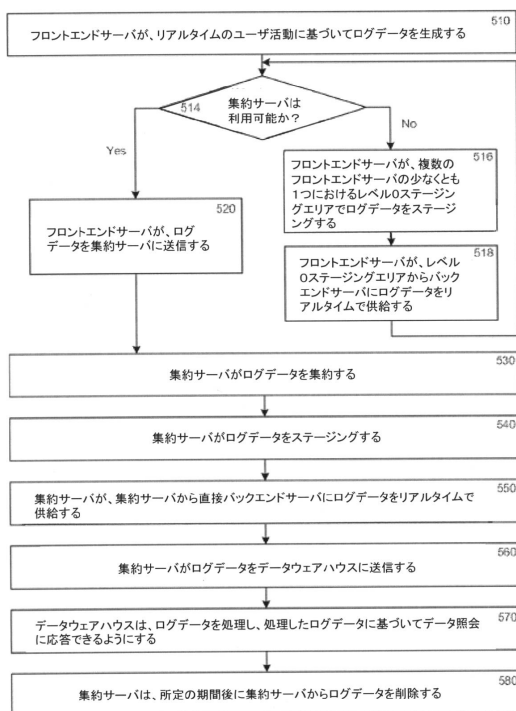 510
フロントエンドサーバが、リアルタイムのユーザ活動に基づいてログデータを生成する
514
集約サーバは
利用可能か？
Yes
No
516
フロントエンドサーバが、複数の
フロントエンドサーバの少なくとも
1つにおけるレベル0ステージン
グエリアでログデータをステージ
ングする
520
フロントエンドサーバが、ログ
データを集約サーバに送信する
518
フロントエンドサーバが、レベル
0ステージングエリアからバック
エンドサーバにログデータをリ
アルタイムで供給する
530
集約サーバがログデータを集約する
540
集約サーバがログデータをステージングする
550
集約サーバが、集約サーバから直接バックエンドサーバにログデータをリアルタイムで
供給する
560
集約サーバがログデータをデータウェアハウスに送信する
570
データウェアハウスは、ログデータを処理し、処理したログデータに基づいてデータ照会
に応答できるようにする
580
集約サーバは、所定の期間後に集約サーバからログデータを削除する